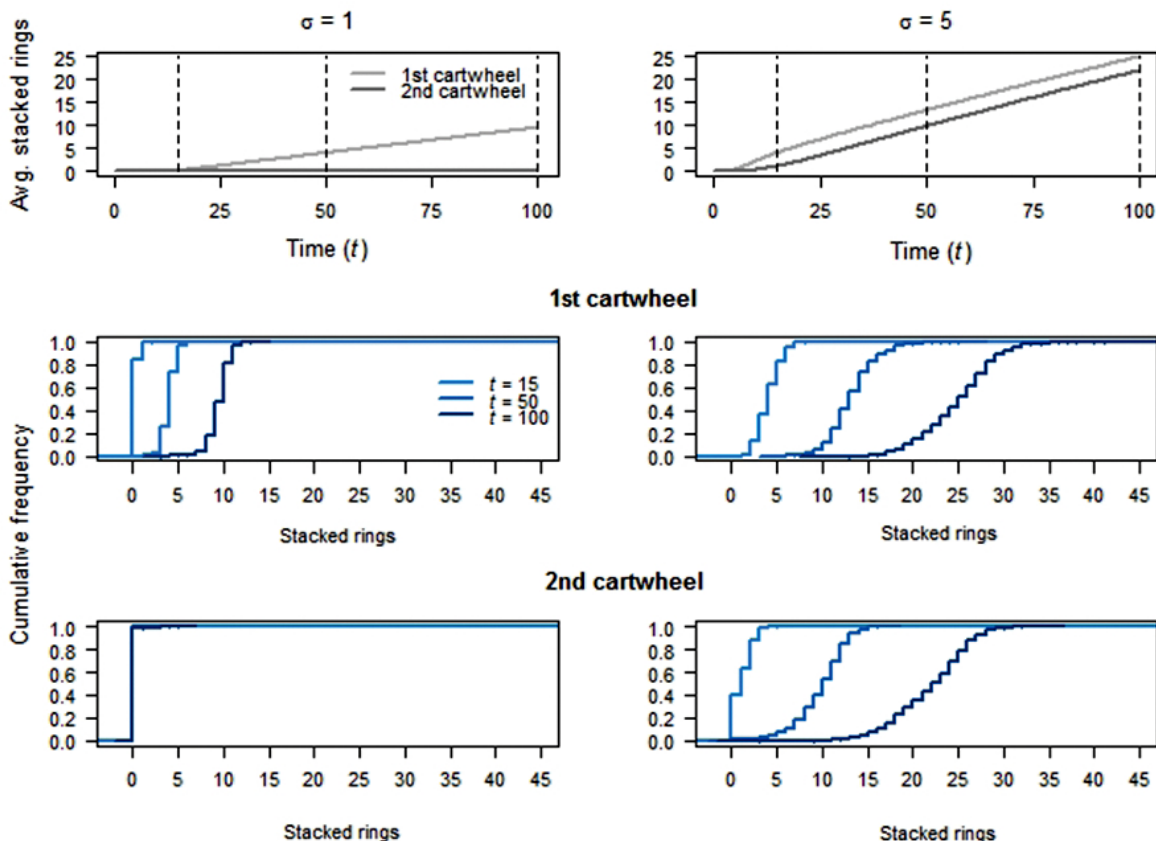 σ = 1
σ = 5
Avg. stacked rings
25
20
15
10
5
0
1st cartwheel
2nd cartwheel
0 25 50 75 100
Time (t)
25
20
15
10
5
0
0 25 50 75 100
Time (t)
1st cartwheel
Cumulative frequency
1.0
0.8
0.6
0.4
0.2
0.0
t = 15
t = 50
t = 100
0 5 10 15 20 25 30 35 40 45
Stacked rings
1.0
0.8
0.6
0.4
0.2
0.0
0 5 10 15 20 25 30 35 40 45
Stacked rings
2nd cartwheel
1.0
0.8
0.6
0.4
0.2
0.0
0 5 10 15 20 25 30 35 40 45
Stacked rings
1.0
0.8
0.6
0.4
0.2
0.0
0 5 10 15 20 25 30 35 40 45
Stacked rings